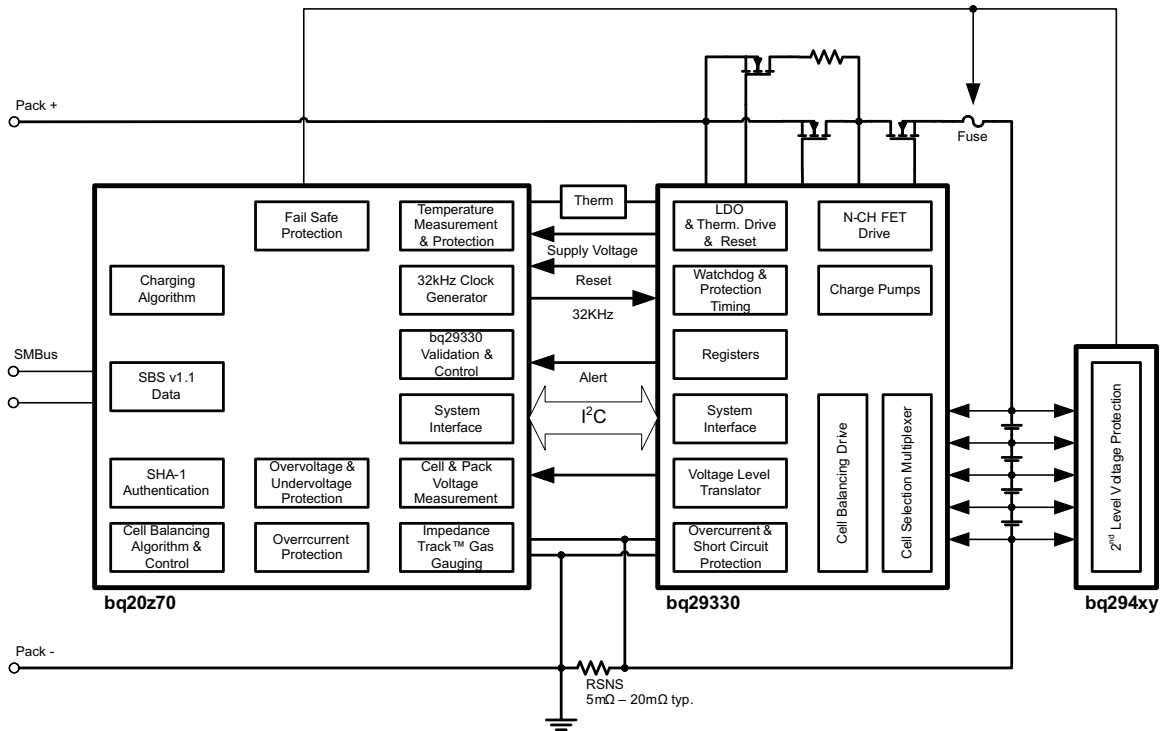 Pack +
Fuse
Fail Safe
Protection
Temperature
Measurement
& Protection
Therm
LDO
& Therm. Drive
& Reset
N-CH FET
Drive
Supply Voltage
Charging
Algorithm
32kHz Clock
Generator
Reset
32KHz
Watchdog &
Protection
Timing
Charge Pumps
SMBus
SBS v1.1
Data
bq29330
Validation &
Control
Alert
Registers
System
Interface
I²C
System
Interface
Cell Balancing Drive
Cell Selection Multiplexer
2nd Level Voltage Protection
SHA-1
Authentication
Overvoltage &
Undervoltage
Protection
Cell & Pack
Voltage
Measurement
Voltage Level
Translator
Cell Balancing
Algorithm &
Control
Overcurrent
Protection
Impedance
Track™ Gas
Gauging
Overcurrent &
Short Circuit
Protection
bq20z70
bq29330
bq294xy
Pack -
RSNS
5mΩ – 20mΩ typ.